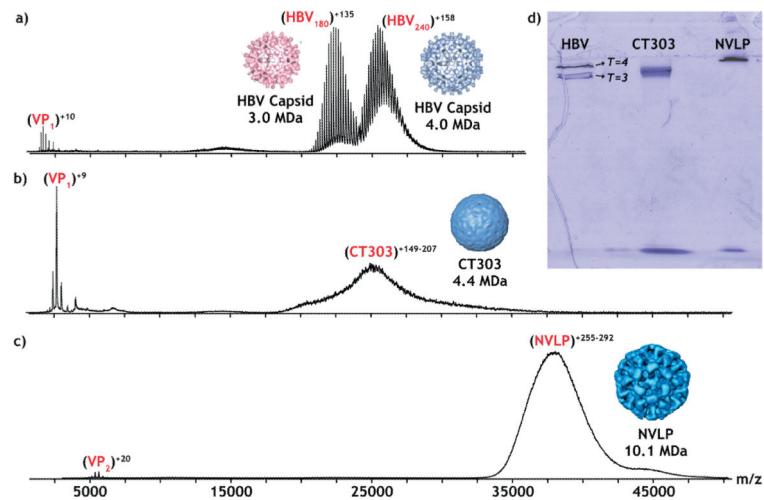 a)
(HBV180)+135
(HBV240)+158
HBV Capsid
3.0 MDa
HBV Capsid
4.0 MDa
(VP1)+10
d)
HBV
CT303
NVLP
T=4
T=3
b)
(VP1)+9
(CT303)+149-207
CT303
4.4 MDa
c)
(NVLP)+255-292
NVLP
10.1 MDa
(VP2)+20
5000 15000 25000 35000 45000 m/z